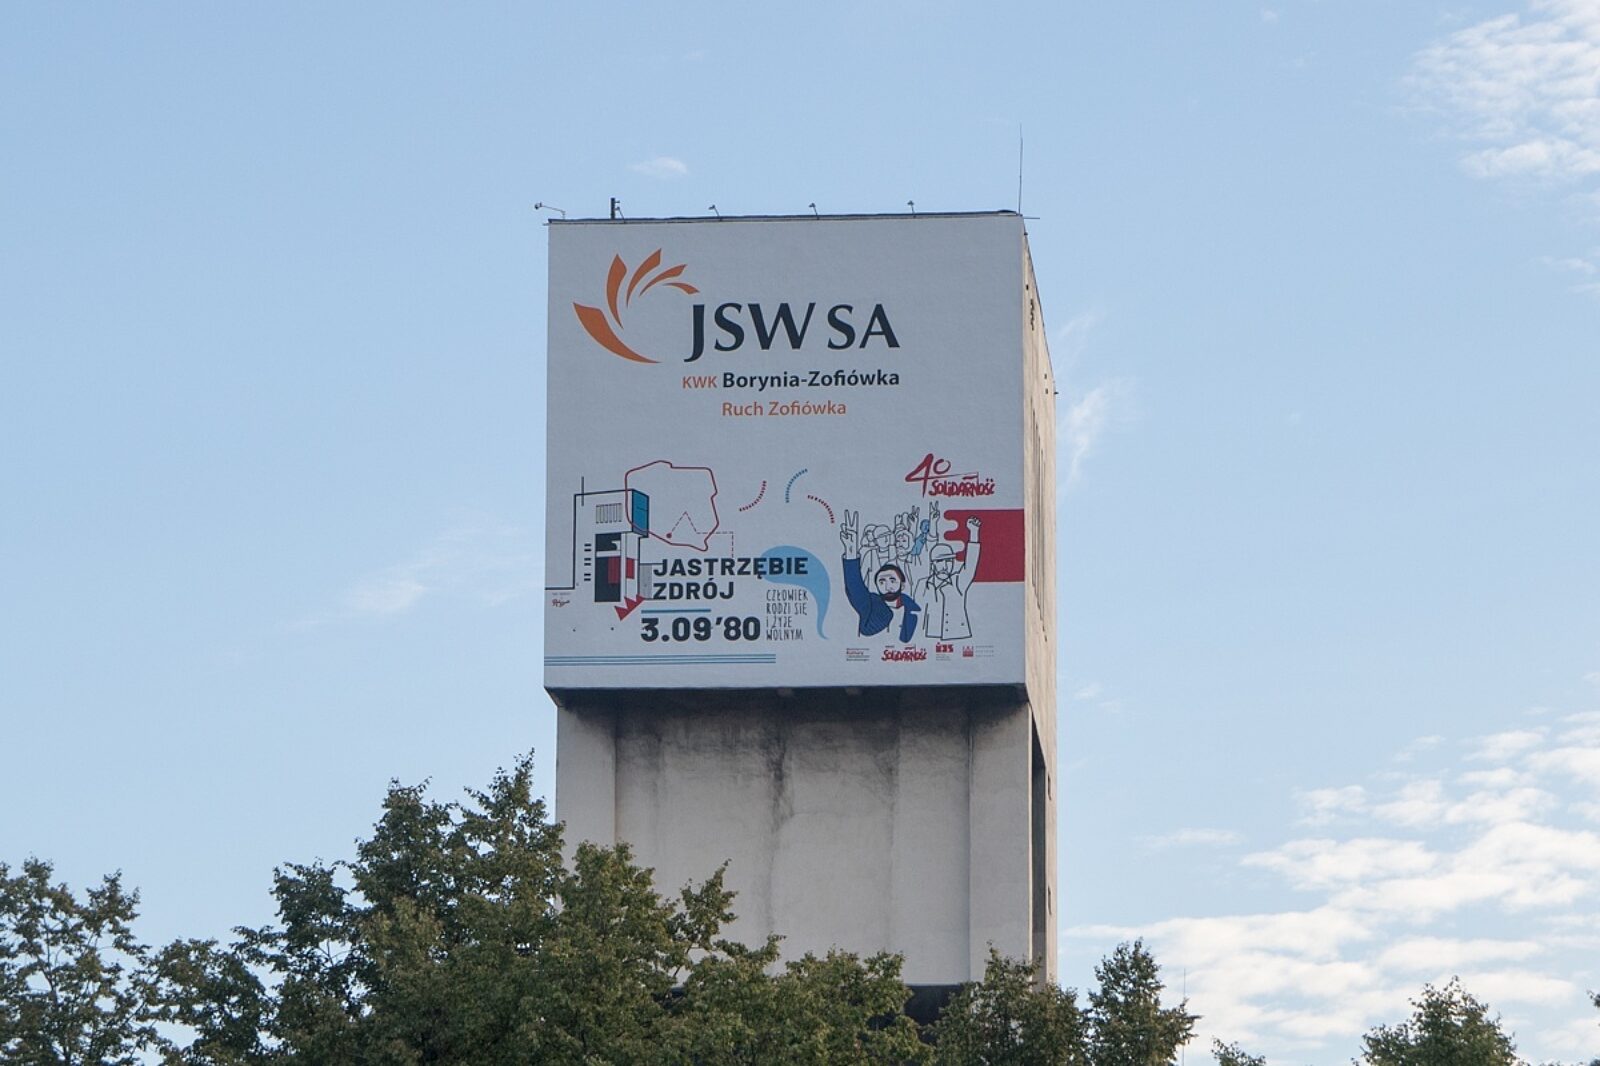 JSW SA
KWK Borynia-Zofiówka
Ruch Zofiówka
40
SOLIDARNOŚĆ
JASTRZĘBIE
ZDRÓJ
3.09'80
CZŁOWIEK
RODZI SIĘ
I ŻYJE
WOLNYM
SOLIDARNOŚĆ